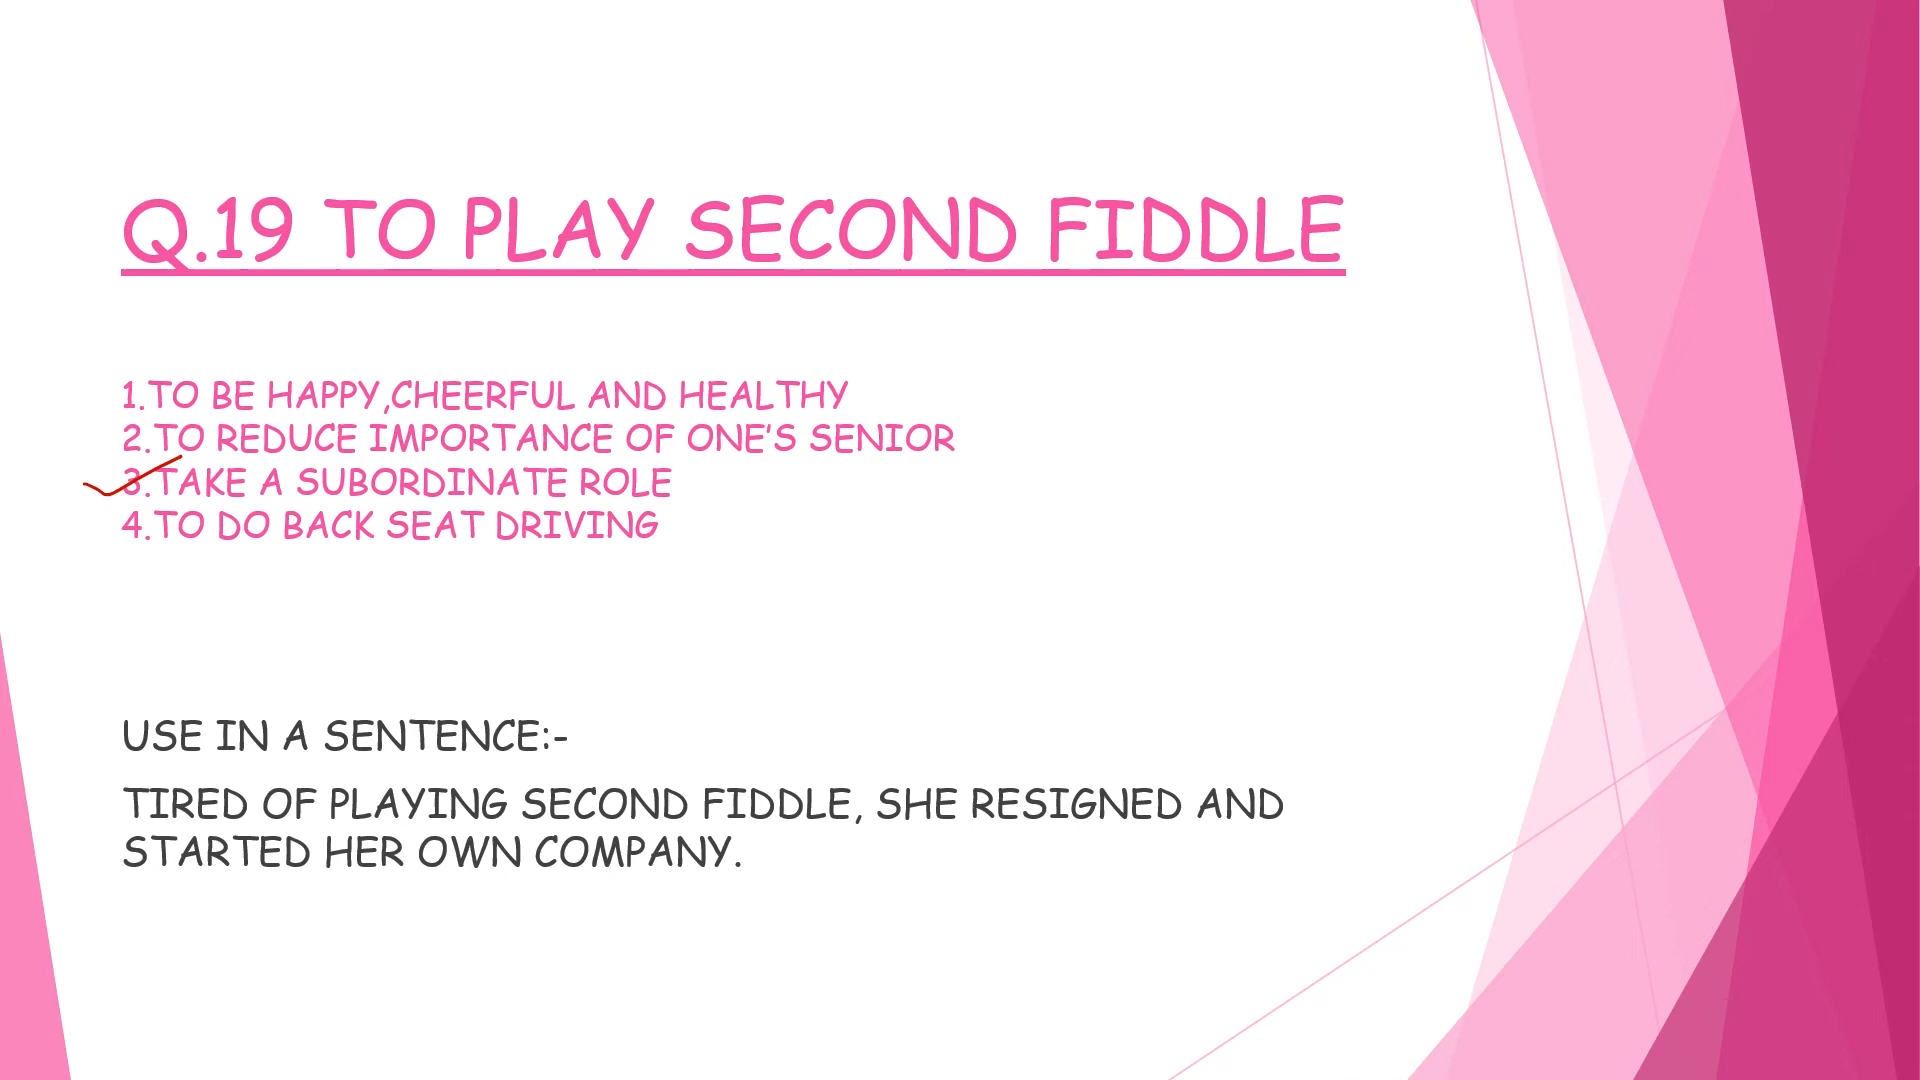 Q.19 TO PLAY SECOND FIDDLE
1.TO BE HAPPY,CHEERFUL AND HEALTHY
2.TO REDUCE IMPORTANCE OF ONE'S SENIOR
3.TAKE A SUBORDINATE ROLE
4.TO DO BACK SEAT DRIVING
USE IN A SENTENCE:-
TIRED OF PLAYING SECOND FIDDLE, SHE RESIGNED AND
STARTED HER OWN COMPANY.